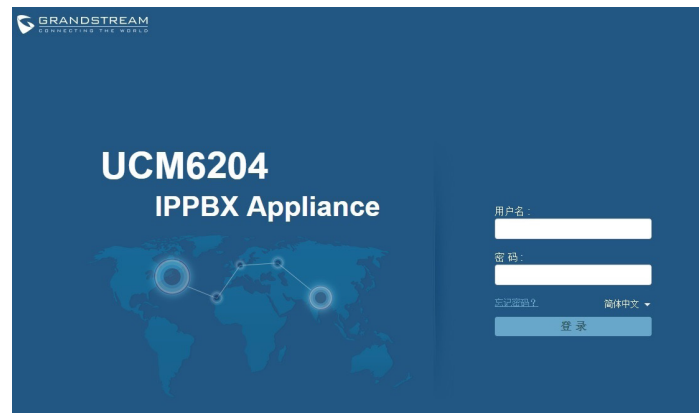 GRANDSTREAM
CONNECTING THE WORLD
UCM6204
IPPBX Appliance
用户名 :
密 码 :
忘记密码?
简体中文
登 录